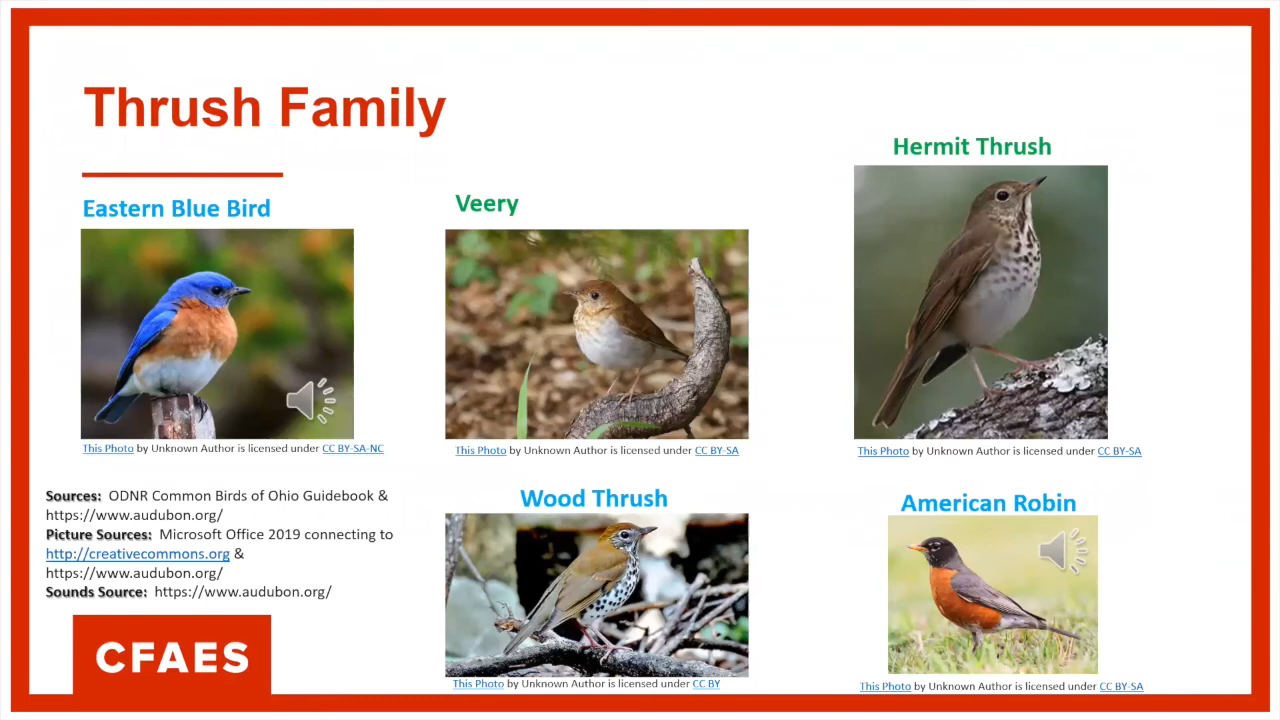 Thrush Family
Eastern Blue Bird
This Photo by Unknown Author is licensed under CC BY-SA-NC
Veery
This Photo by Unknown Author is licensed under CC BY-SA
Hermit Thrush
This Photo by Unknown Author is licensed under CC BY-SA
Sources: ODNR Common Birds of Ohio Guidebook &
https://www.audubon.org/
Picture Sources: Microsoft Office 2019 connecting to
http://creativecommons.org &
https://www.audubon.org/
Sounds Source: https://www.audubon.org/
Wood Thrush
This Photo by Unknown Author is licensed under CC BY
American Robin
This Photo by Unknown Author is licensed under CC BY-SA
CFAES